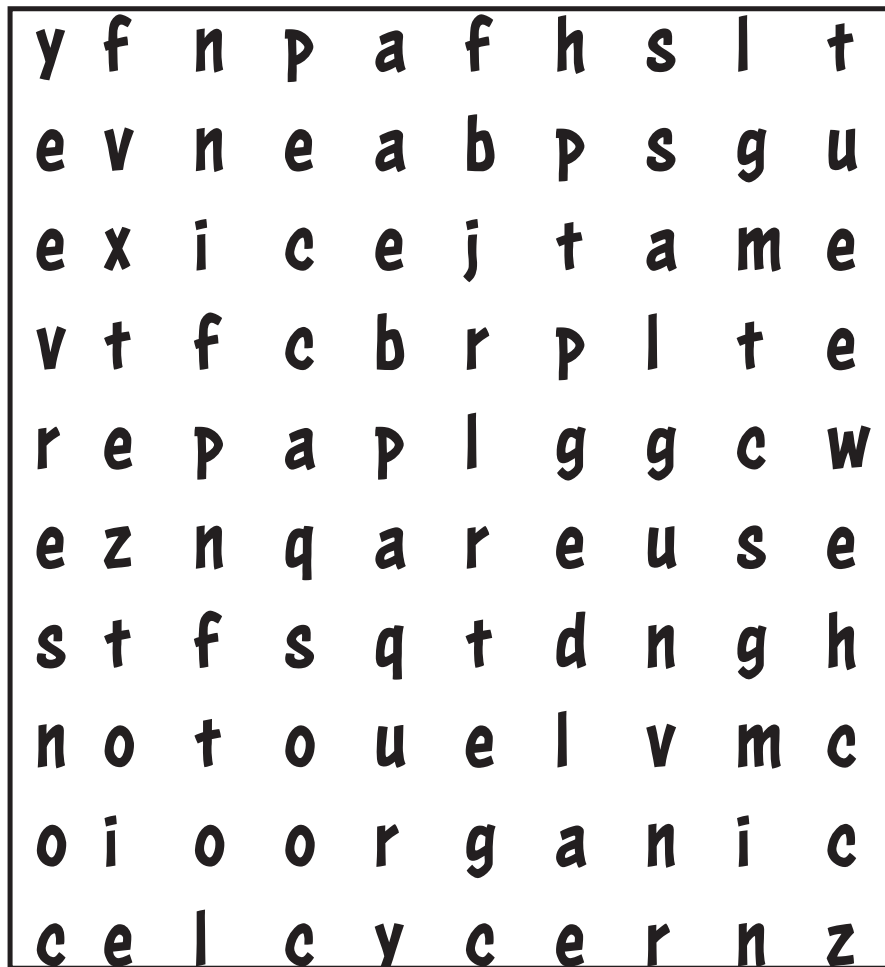 y f n p a f h s l t
e v n e a b p s g u
e x i c e j t a m e
v t f c b r p l t e
r e p a p l g g c w
e z n q a r e u s e
s t f s q t d n g h
n o t o u e l v m c
o i o o r g a n i c
c e l c y c e r n z